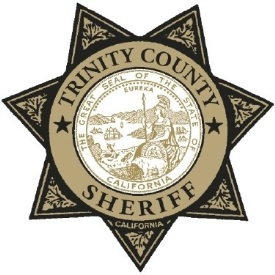 TRINITY COUNTY
THE GREAT SEAL OF THE STATE OF
EUREKA
CALIFORNIA
SHERIFF
CALIFORNIA